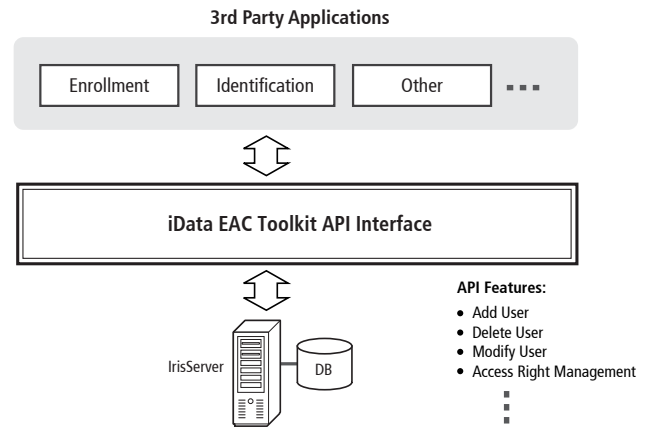 3rd Party Applications
Enrollment
Identification
Other
iData EAC Toolkit API Interface
IrisServer
DB
API Features:
• Add User
• Delete User
• Modify User
• Access Right Management